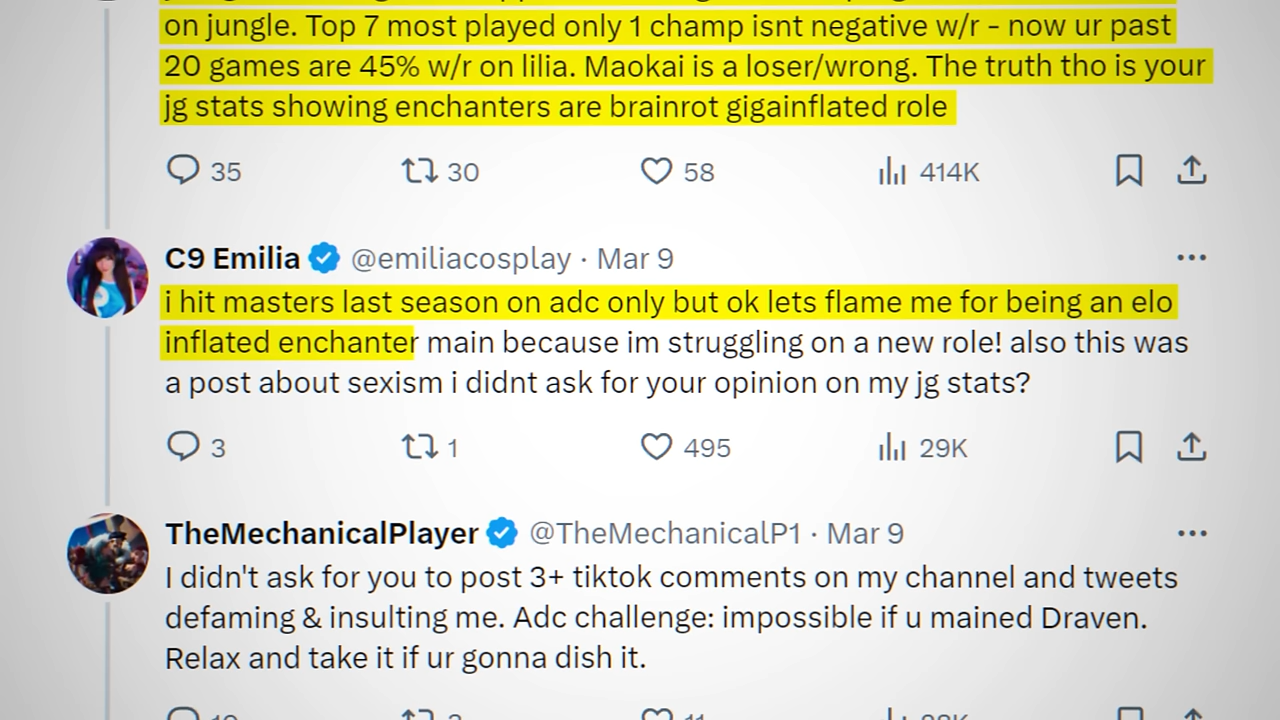 on jungle. Top 7 most played only 1 champ isnt negative w/r - now ur past
20 games are 45% w/r on lilia. Maokai is a loser/wrong. The truth tho is your
jg stats showing enchanters are brainrot gigainflated role
35 30 58 414K
C9 Emilia @emiliacosplay · Mar 9
i hit masters last season on adc only but ok lets flame me for being an elo
inflated enchanter main because im struggling on a new role! also this was
a post about sexism i didnt ask for your opinion on my jg stats?
3 1 495 29K
TheMechanicalPlayer @TheMechanicalP1 · Mar 9
I didn't ask for you to post 3+ tiktok comments on my channel and tweets
defaming & insulting me. Adc challenge: impossible if u mained Draven.
Relax and take it if ur gonna dish it.